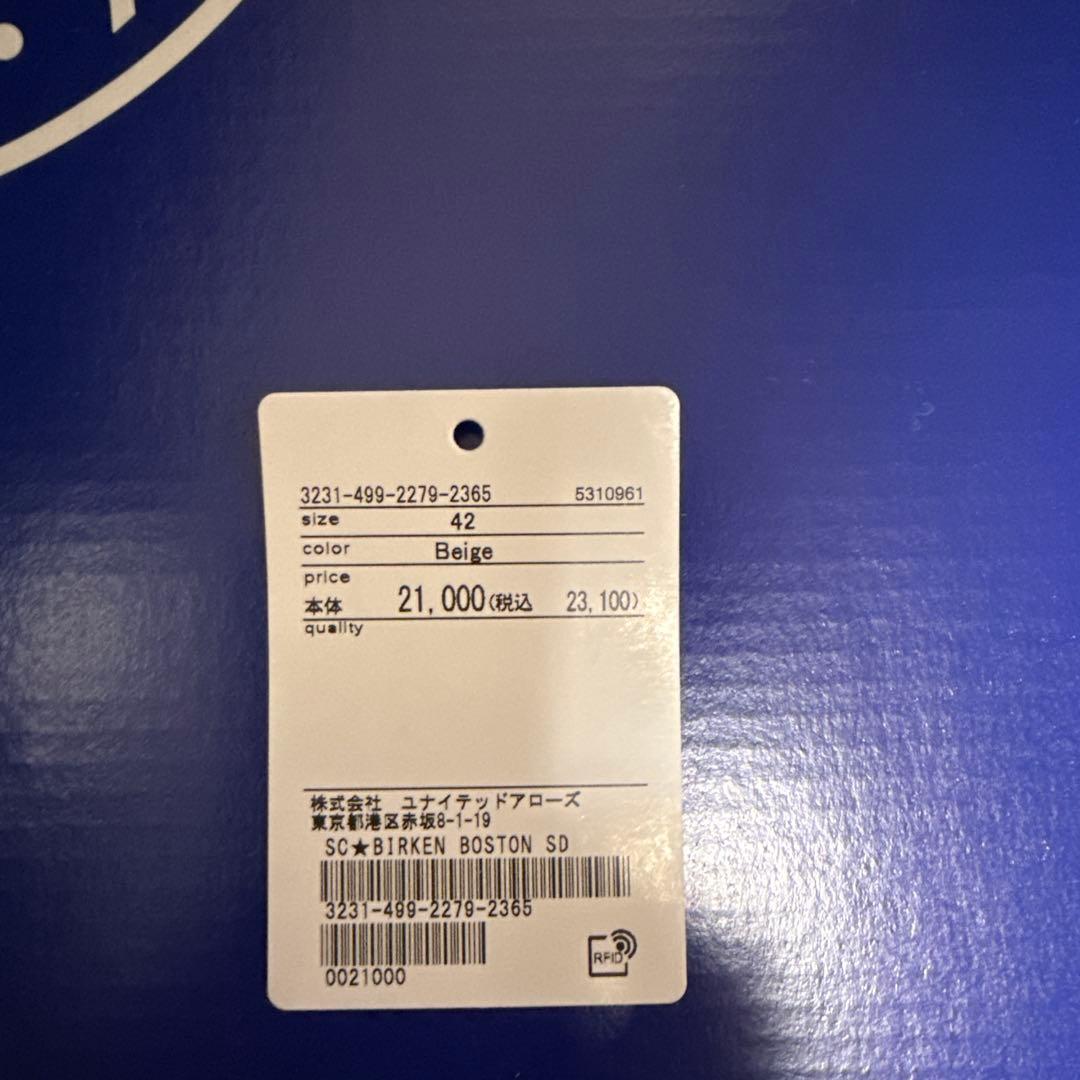 3231-499-2279-2365 5310961
size 42
color Beige
price
本体 21,000(税込 23,100)
quality
株式会社 ユナイテッドアローズ
東京都港区赤坂8-1-19
SC★BIRKEN BOSTON SD
3231-499-2279-2365
0021000
RFID